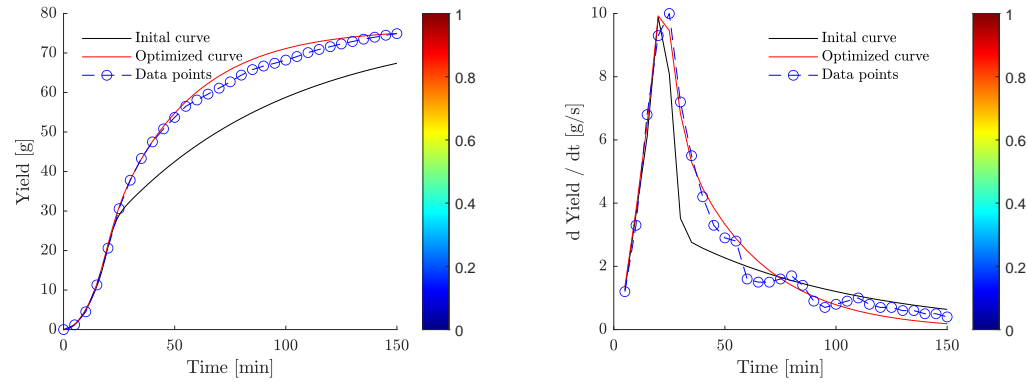 80
70
60
50
40
30
20
10
0
Yield [g]
0 50 100 150
Time [min]
Inital curve
Optimized curve
Data points
1
0.8
0.6
0.4
0.2
0
10
8
6
4
2
0
d Yield / dt [g/s]
0 50 100 150
Time [min]
Inital curve
Optimized curve
Data points
1
0.8
0.6
0.4
0.2
0